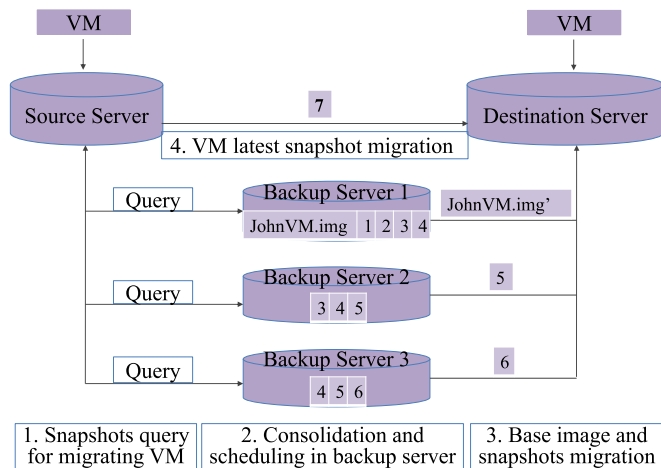 VM
VM
Source Server
7
Destination Server
4. VM latest snapshot migration
Query
Backup Server 1
JohnVM.img 1 2 3 4
JohnVM.img’
Query
Backup Server 2
3 4 5
5
Query
Backup Server 3
4 5 6
6
1. Snapshots query
for migrating VM
2. Consolidation and
scheduling in backup server
3. Base image and
snapshots migration